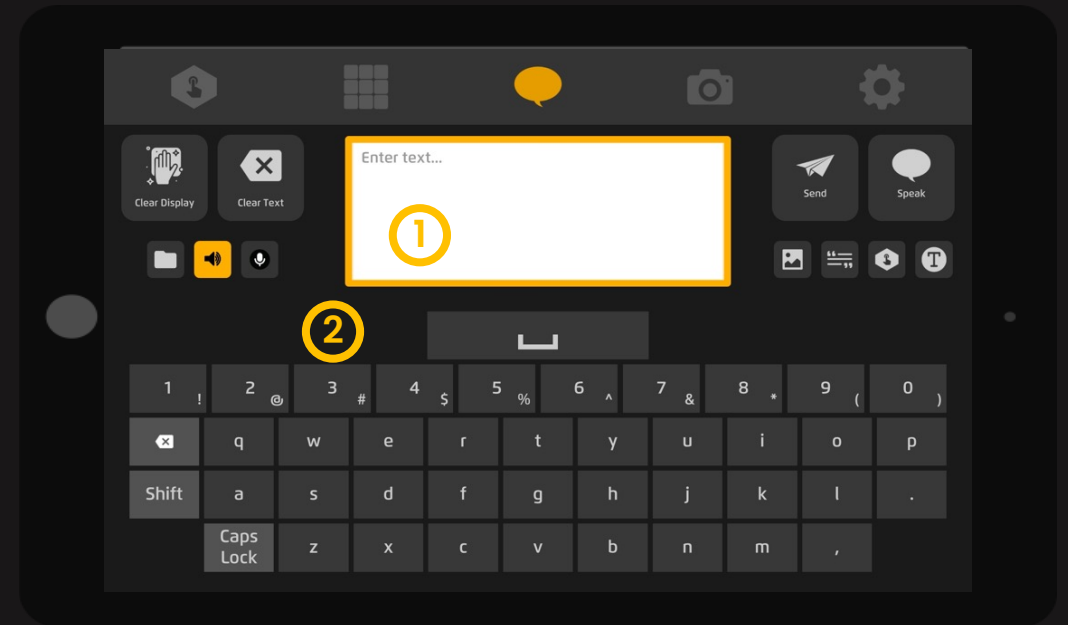 Enter text...
Clear Display
Clear Text
Send
Speak
1
“ ”
T
2
1 ! 2 @ 3 # 4 $ 5 % 6 ^ 7 & 8 * 9 ( 0 )
q w e r t y u i o p
Shift a s d f g h j k l .
Caps Lock z x c v b n m ,